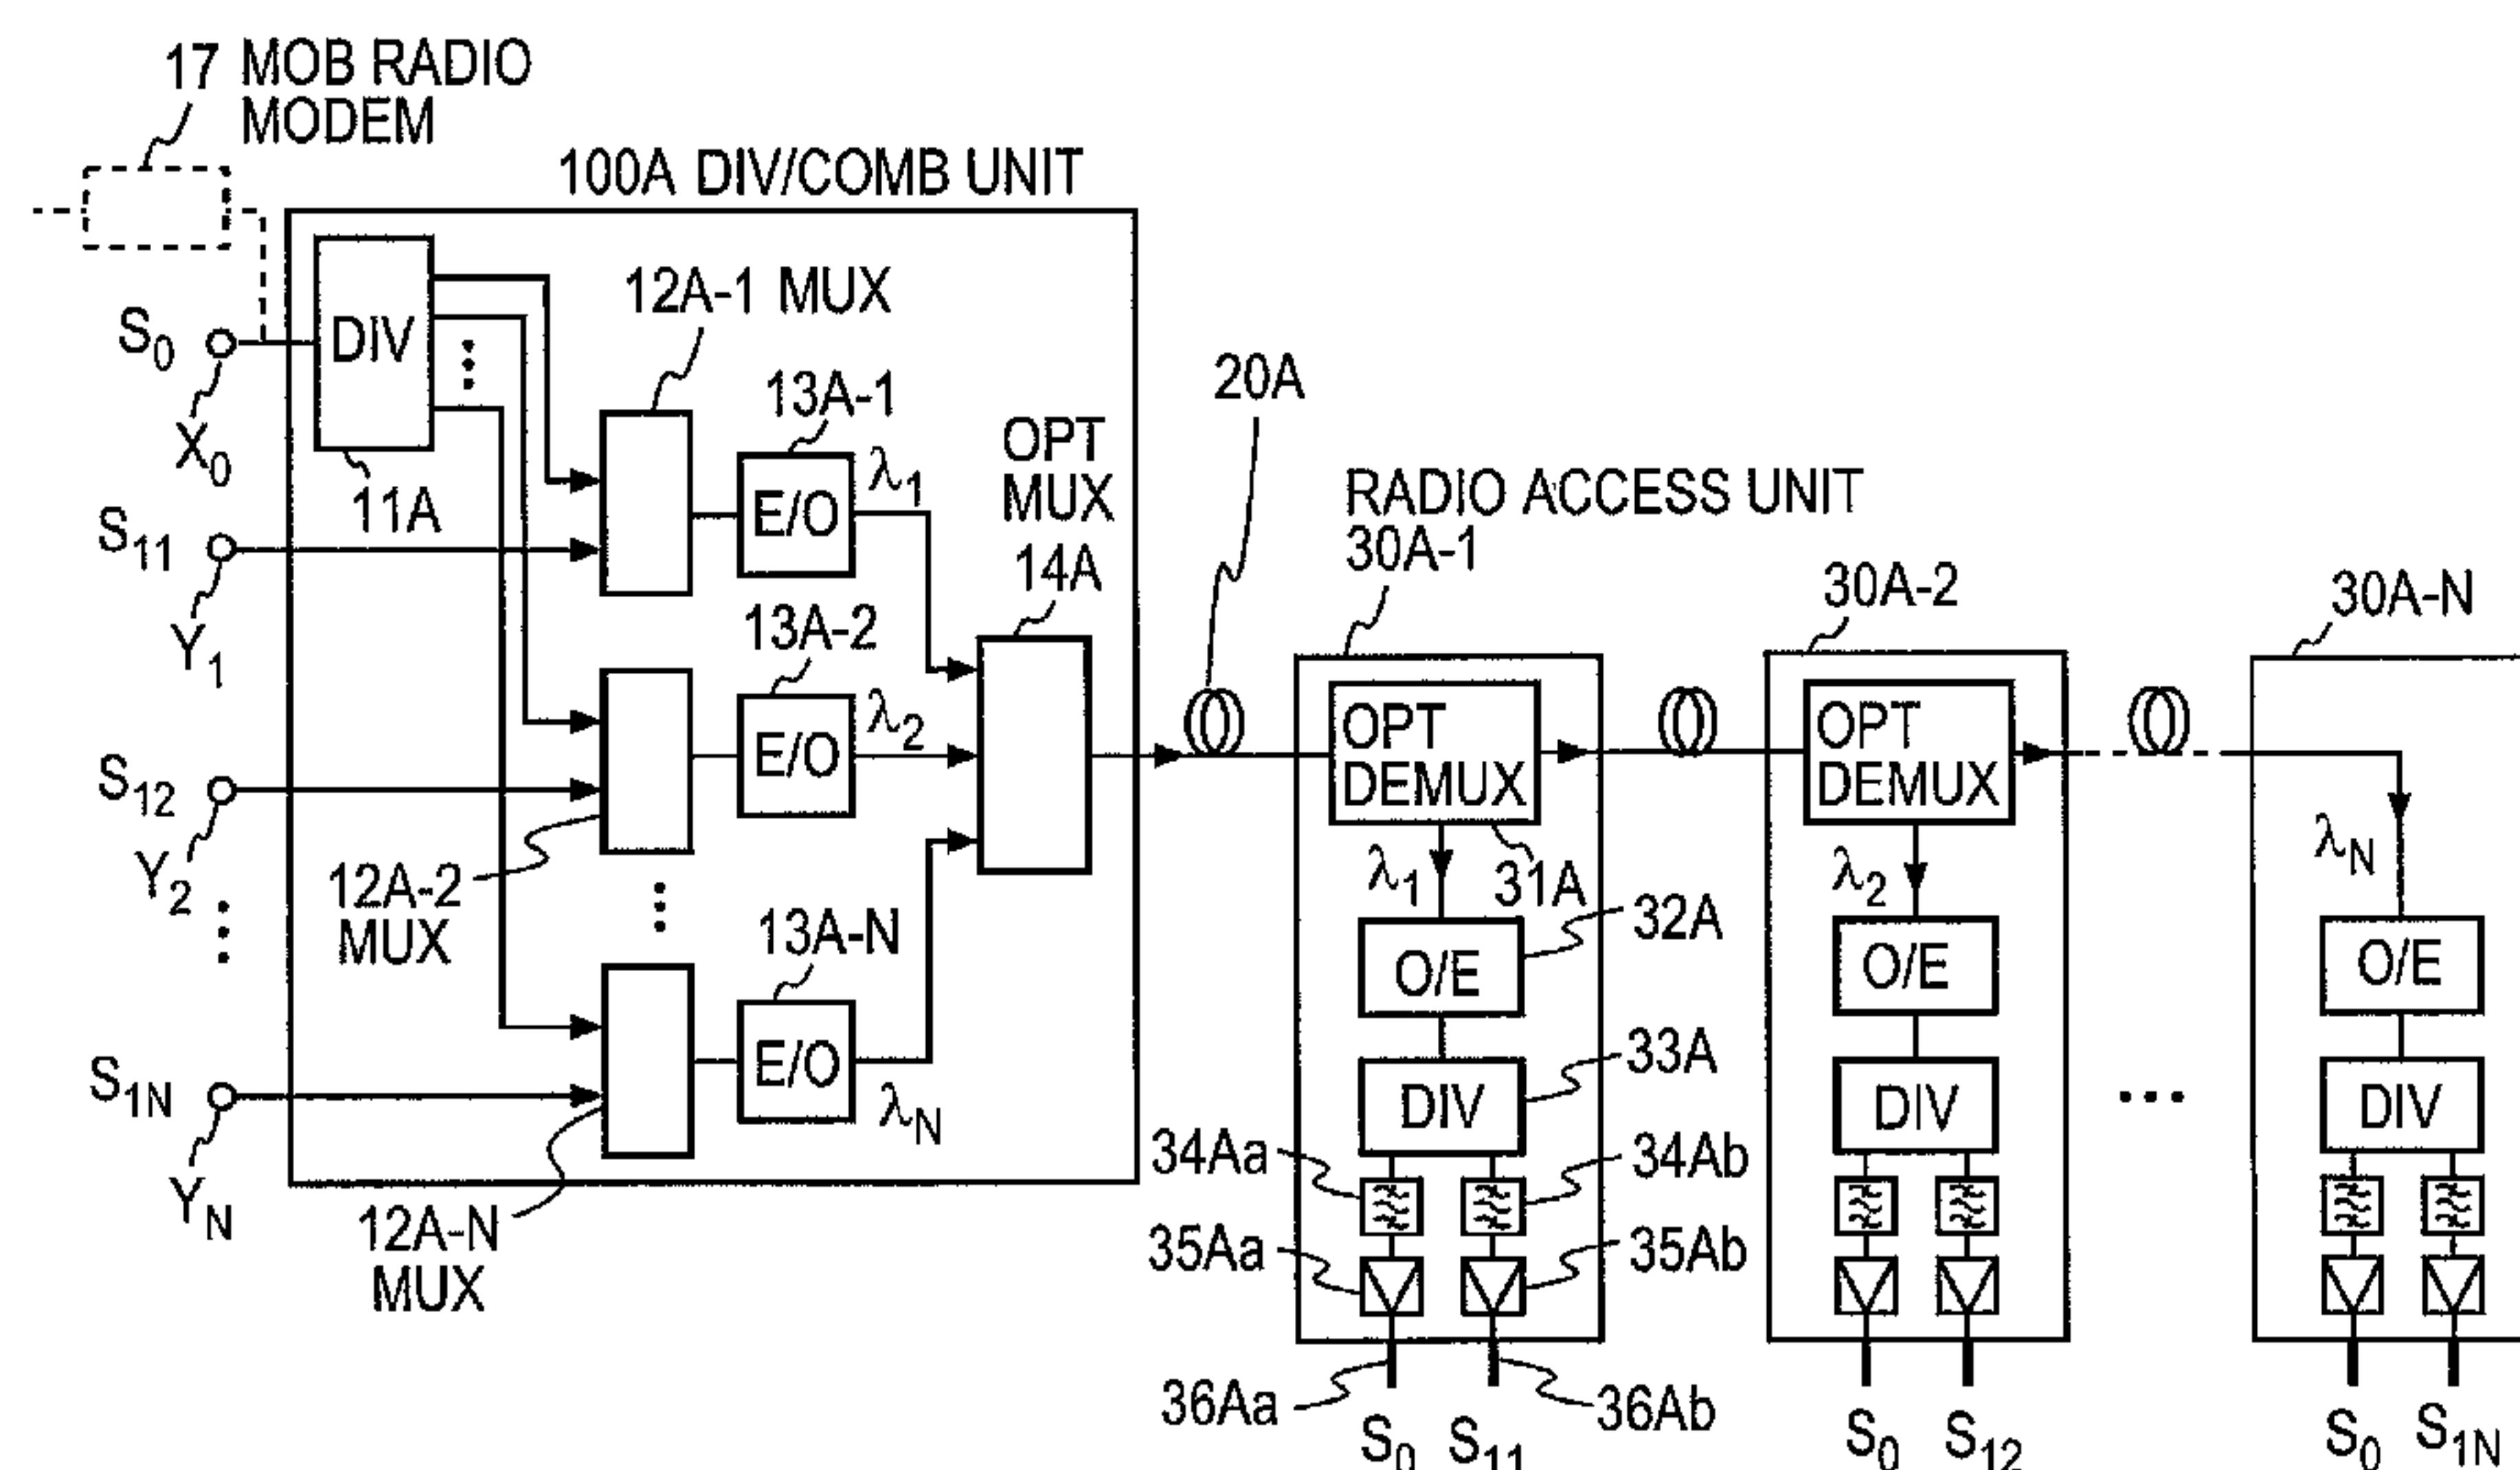 17 MOB RADIO
MODEM
100A DIV/COMB UNIT
DIV
S0
X0
11A
12A-1 MUX
13A-1
E/O
λ1
OPT
MUX
14A
20A
S11
Y1
13A-2
E/O
λ2
S12
Y2
12A-2
MUX
13A-N
E/O
λN
S1N
YN
12A-N
MUX
RADIO ACCESS UNIT
30A-1
OPT
DEMUX
λ1
31A
32A
O/E
33A
DIV
34Aa
34Ab
35Aa
35Ab
36Aa
36Ab
S0 S11
30A-2
OPT
DEMUX
λ2
O/E
DIV
S0 S12
30A-N
λN
O/E
DIV
S0 S1N